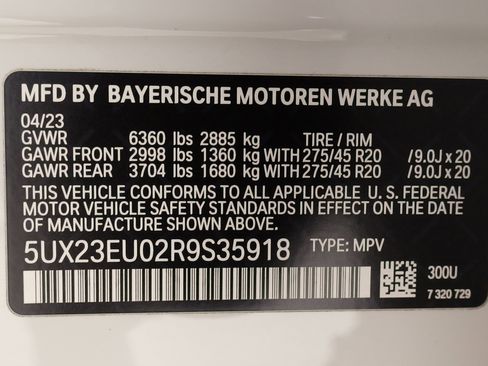 MFD BY BAYERISCHE MOTOREN WERKE AG
04/23
GVWR 6360 lbs 2885 kg TIRE / RIM
GAWR FRONT 2998 lbs 1360 kg WITH 275/45 R20 /9.0J x 20
GAWR REAR 3704 lbs 1680 kg WITH 275/45 R20 /9.0J x 20
THIS VEHICLE CONFORMS TO ALL APPLICABLE U. S. FEDERAL
MOTOR VEHICLE SAFETY STANDARDS IN EFFECT ON THE DATE
OF MANUFACTURE SHOWN ABOVE.
5UX23EU02R9S35918 TYPE: MPV
300U
7 320 729